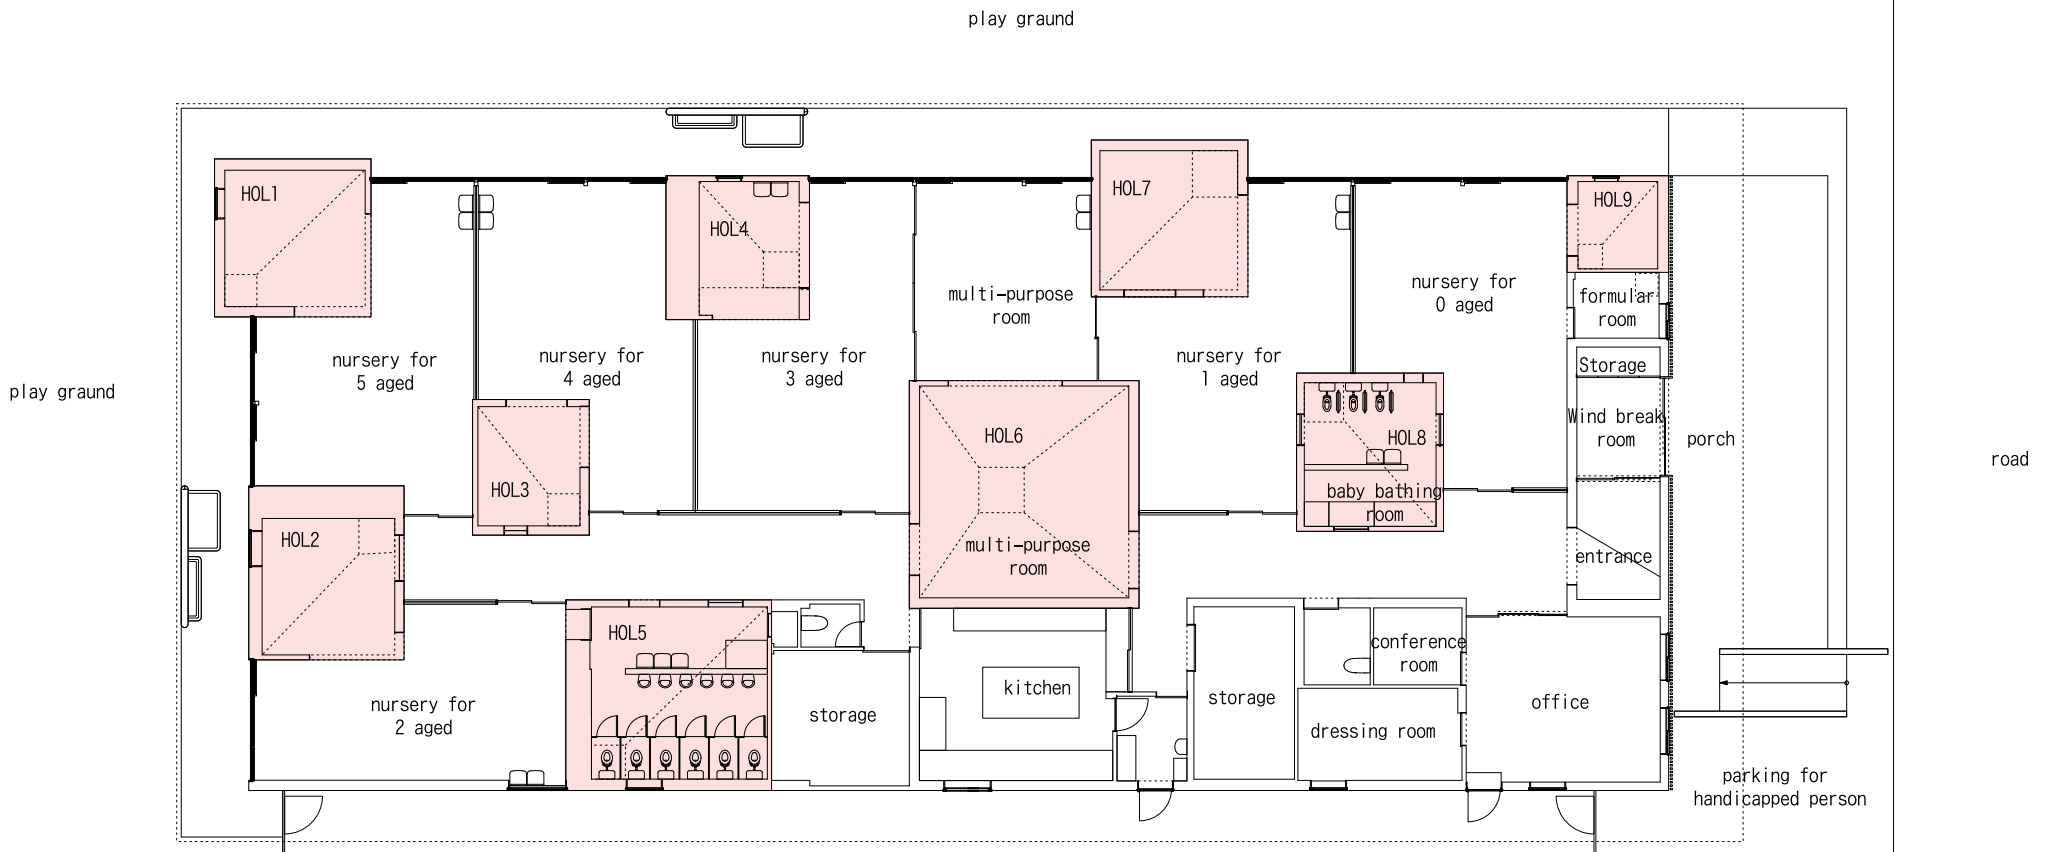 play ground
HOL1
HOL4
HOL7
HOL9
multi-purpose
room
nursery for
0 aged
formular
room
nursery for
5 aged
nursery for
4 aged
nursery for
3 aged
nursery for
1 aged
Storage
play ground
HOL6
HOL8
Wind break
room
porch
road
HOL3
baby bathing
room
HOL2
multi-purpose
room
entrance
HOL5
conference
room
kitchen
storage
office
nursery for
2 aged
storage
dressing room
parking for
handicapped person